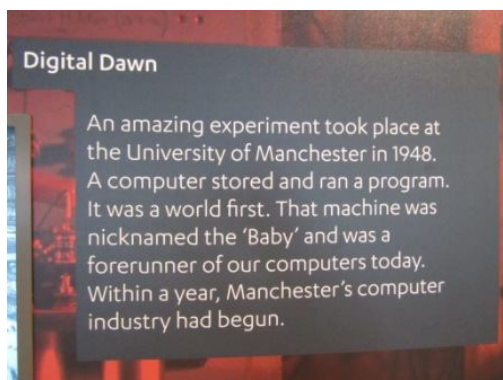 Digital Dawn
An amazing experiment took place at
the University of Manchester in 1948.
A computer stored and ran a program.
It was a world first. That machine was
nicknamed the ‘Baby’ and was a
forerunner of our computers today.
Within a year, Manchester’s computer
industry had begun.